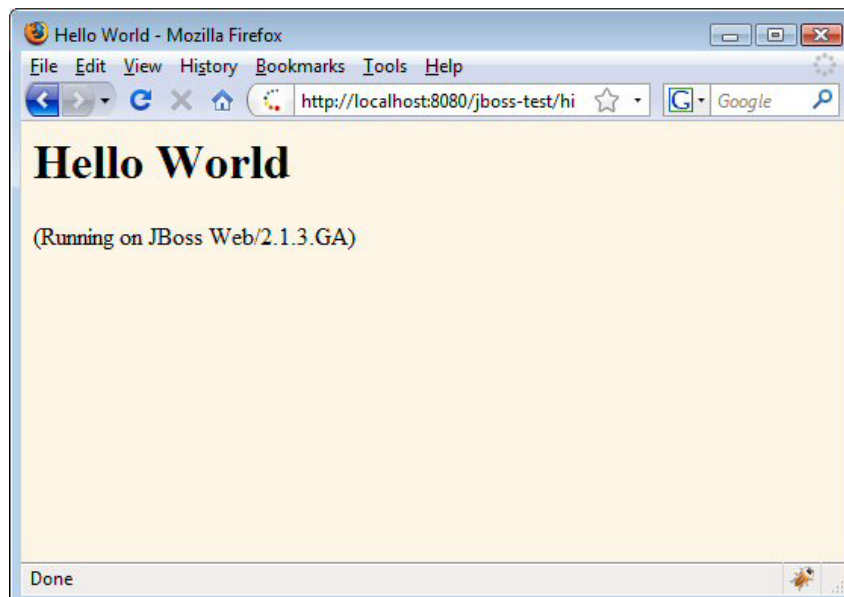 Hello World - Mozilla Firefox
File Edit View History Bookmarks Tools Help
http://localhost:8080/jboss-test/hi G Google
Hello World
(Running on JBoss Web/2.1.3.GA)
Done